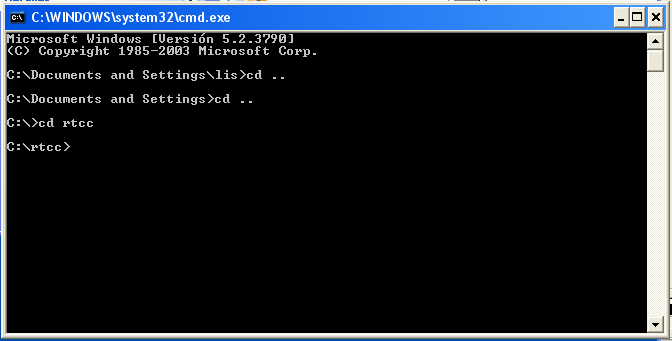 C:\WINDOWS\system32\cmd.exe
Microsoft Windows [Versión 5.2.3790]
(C) Copyright 1985-2003 Microsoft Corp.
C:\Documents and Settings\lis>cd ..
C:\Documents and Settings>cd ..
C:\>cd rtcc
C:\rtcc>